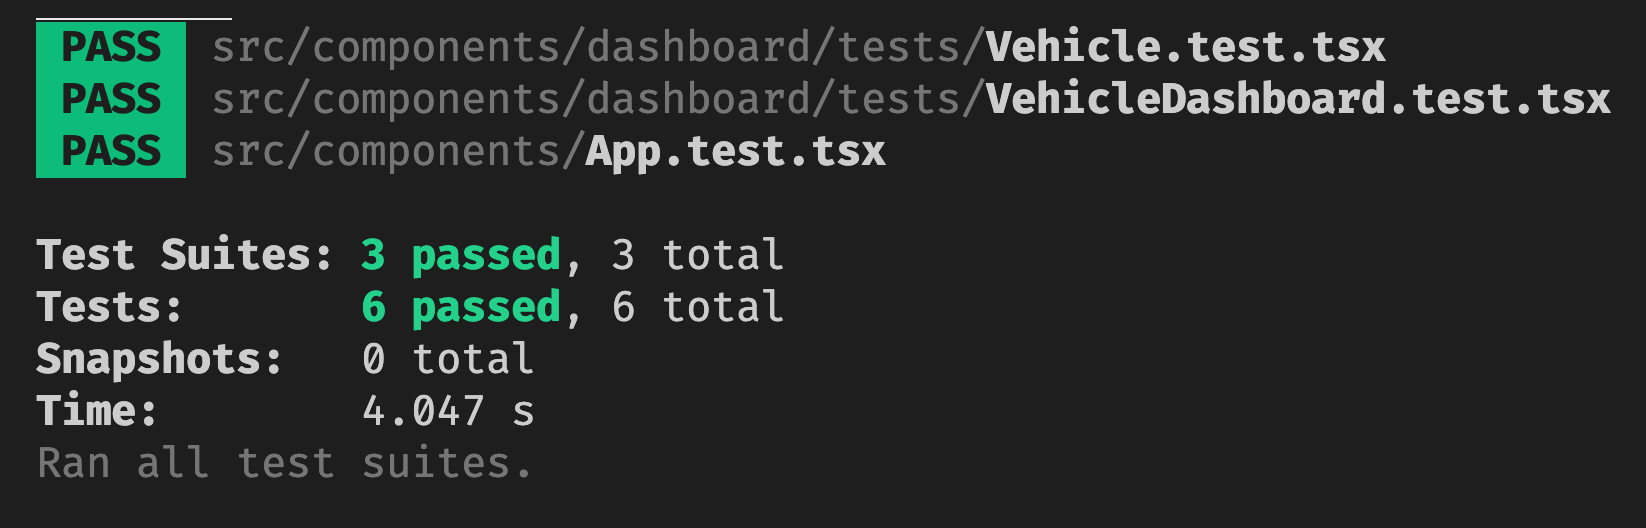 PASS src/components/dashboard/tests/Vehicle.test.tsx
PASS src/components/dashboard/tests/VehicleDashboard.test.tsx
PASS src/components/App.test.tsx
Test Suites: 3 passed, 3 total
Tests: 6 passed, 6 total
Snapshots: 0 total
Time: 4.047 s
Ran all test suites.